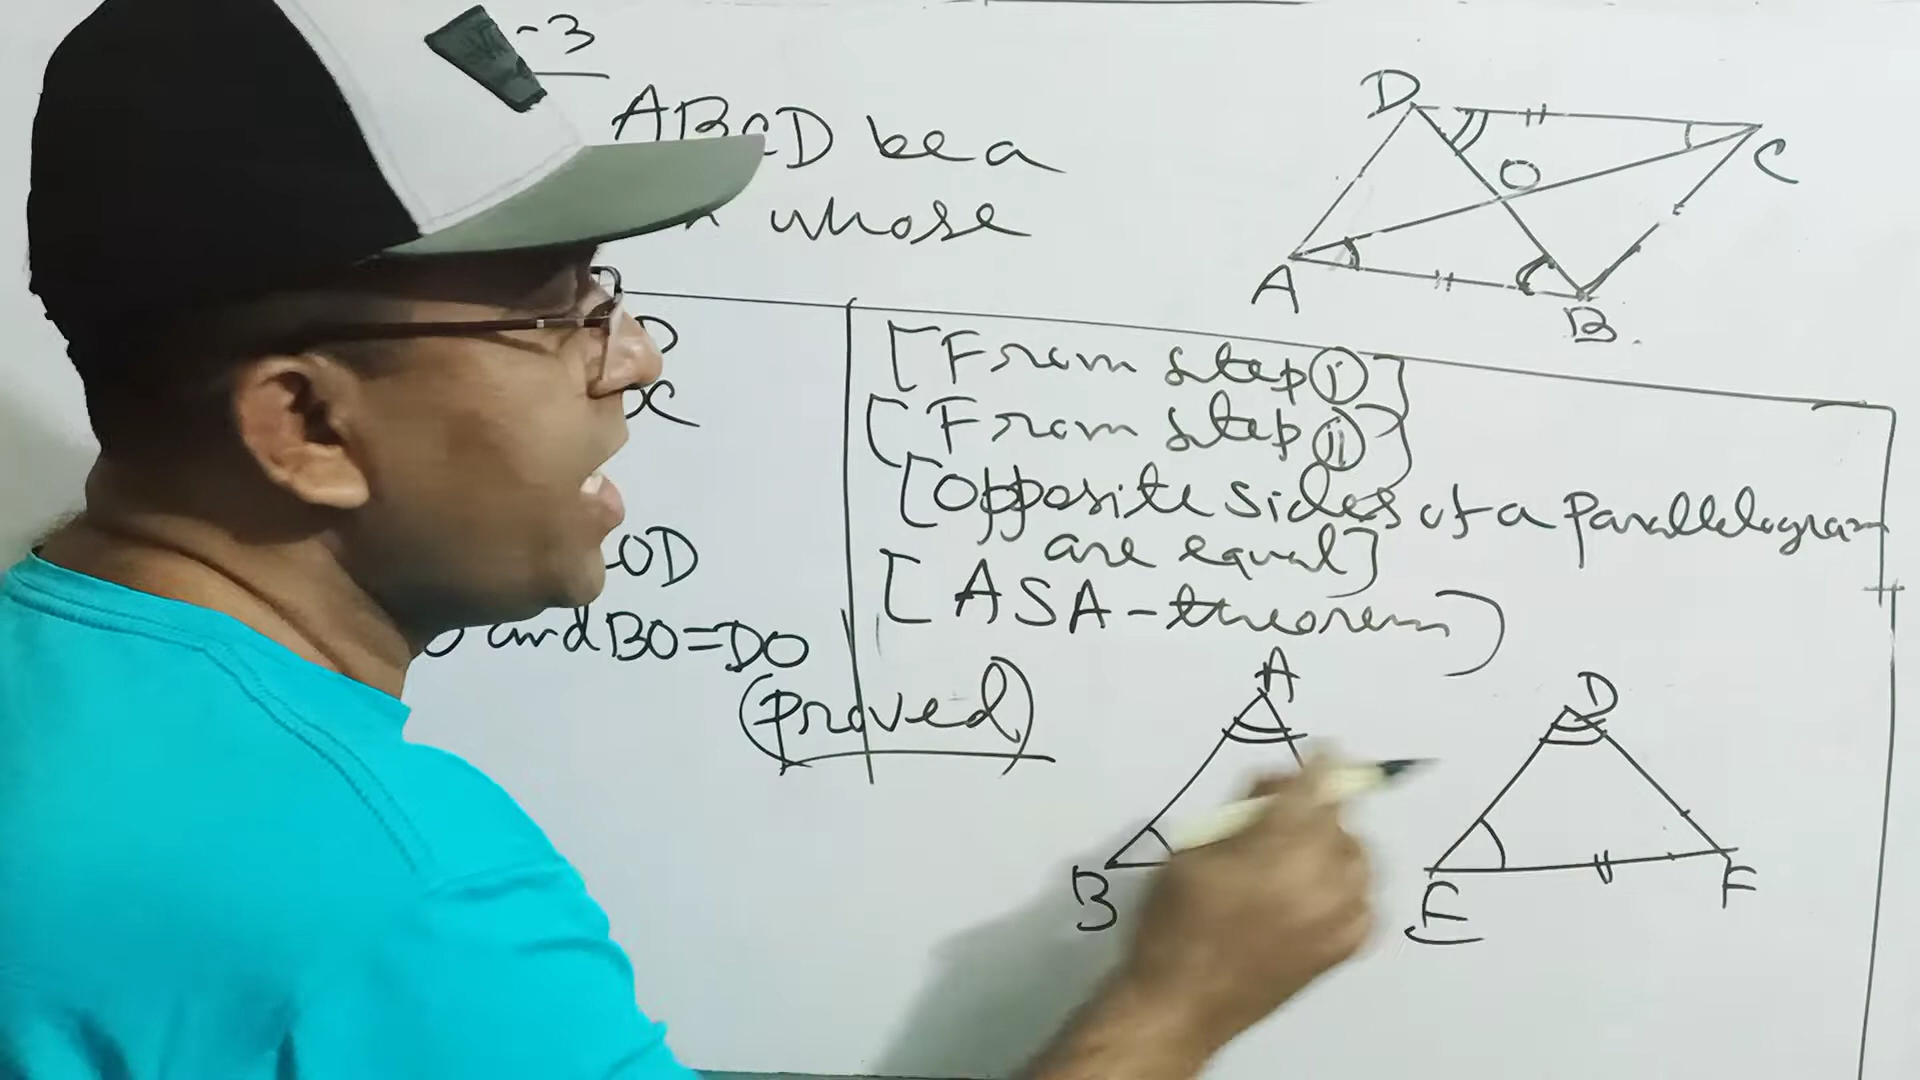 -3
ABCD be a
whose
D
C
O
A
B
[From step (i)]
[From step (ii)]
[Opposite sides of a parallelogram
are equal]
[ASA-theorem)
OD
and BO=DO
(proved)
A
D
B
E
F